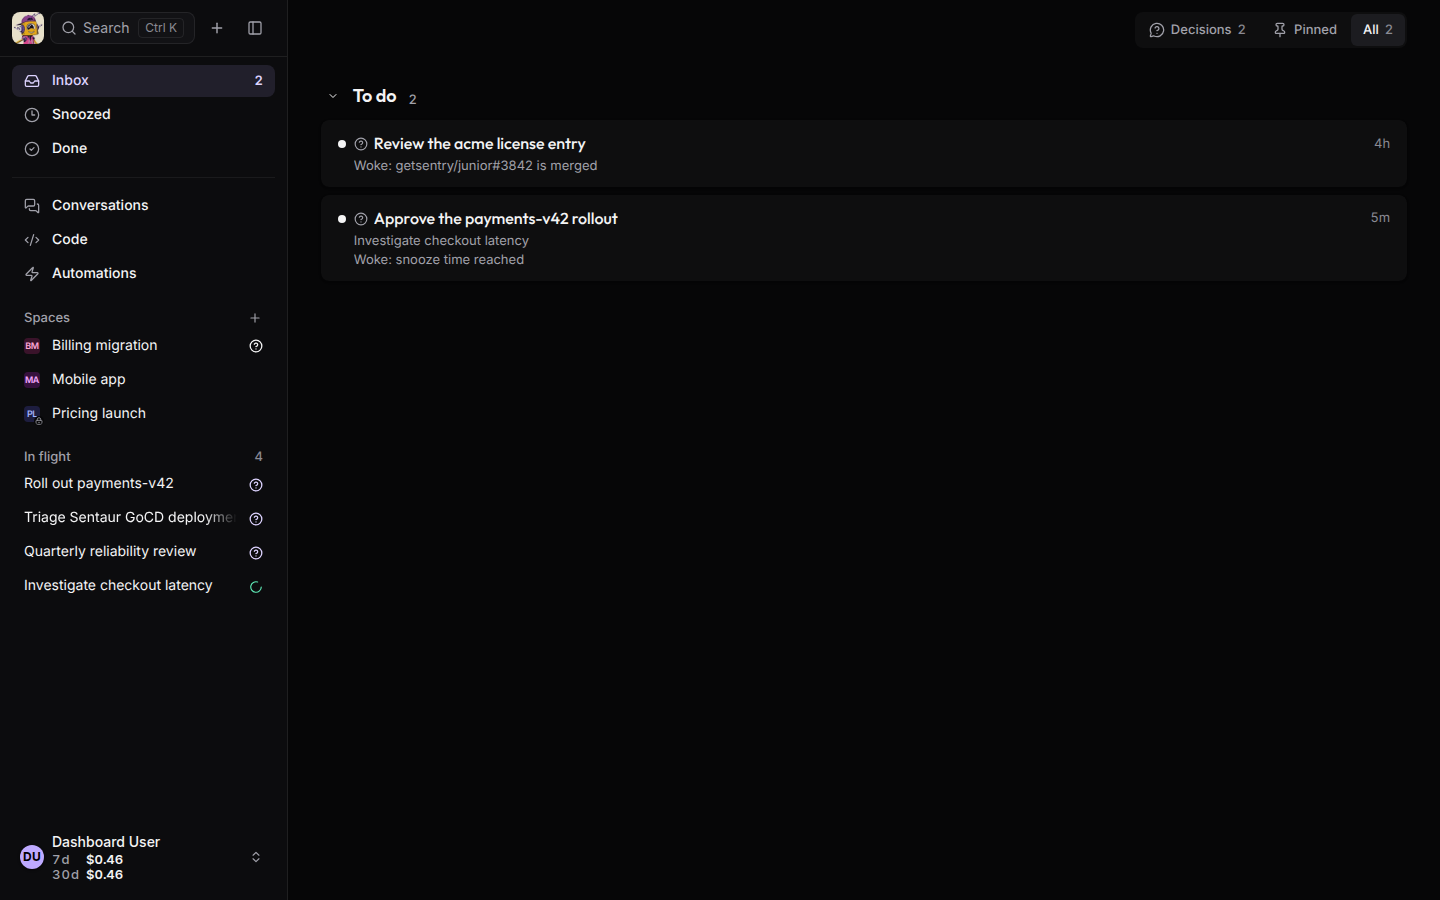 Search Ctrl K
Inbox 2
Snoozed
Done
Conversations
Code
Automations
Spaces
BM Billing migration
MA Mobile app
PL Pricing launch
In flight 4
Roll out payments-v42
Triage Sentaur GoCD deployme
Quarterly reliability review
Investigate checkout latency
DU Dashboard User
7d $0.46
30d $0.46
Decisions 2 Pinned All 2
To do 2
Review the acme license entry 4h
Woke: getsentry/junior#3842 is merged
Approve the payments-v42 rollout 5m
Investigate checkout latency
Woke: snooze time reached